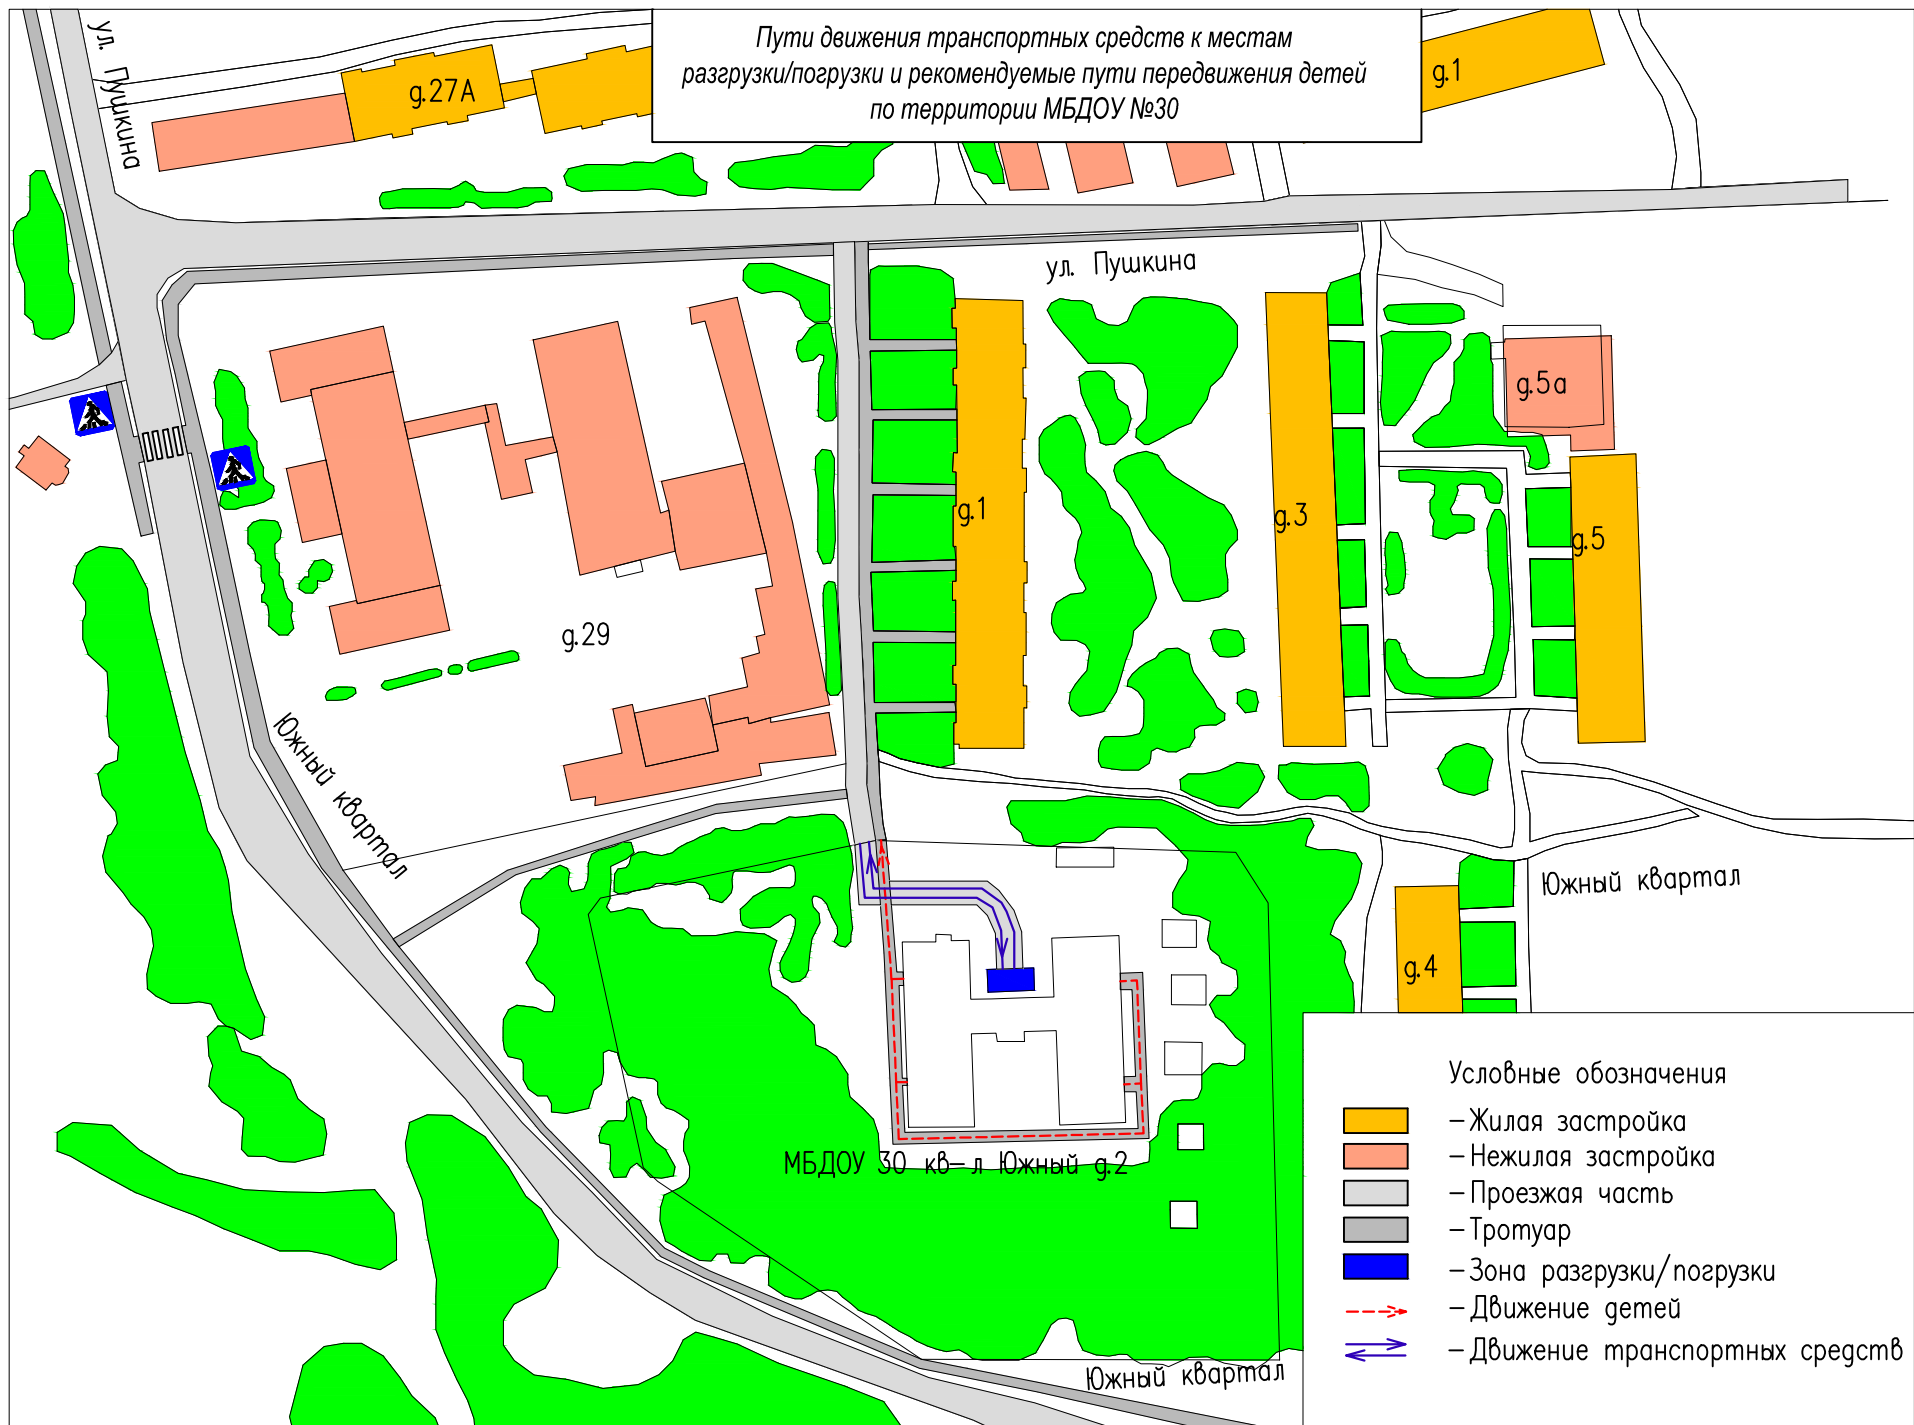 Пути движения транспортных средств к местам
разгрузки/погрузки и рекомендуемые пути передвижения детей
по территории МБДОУ №30
ул. Пушкина
д.27А
д.1
ул. Пушкина
д.5а
д.1
д.3
д.5
д.29
Южный квартал
Южный квартал
д.4
МБДОУ 30 кв-л Южный д.2
Южный квартал
Условные обозначения
-Жилая застройка
-Нежилая застройка
-Проезжая часть
-Тротуар
-Зона разгрузки/погрузки
-Движение детей
-Движение транспортных средств